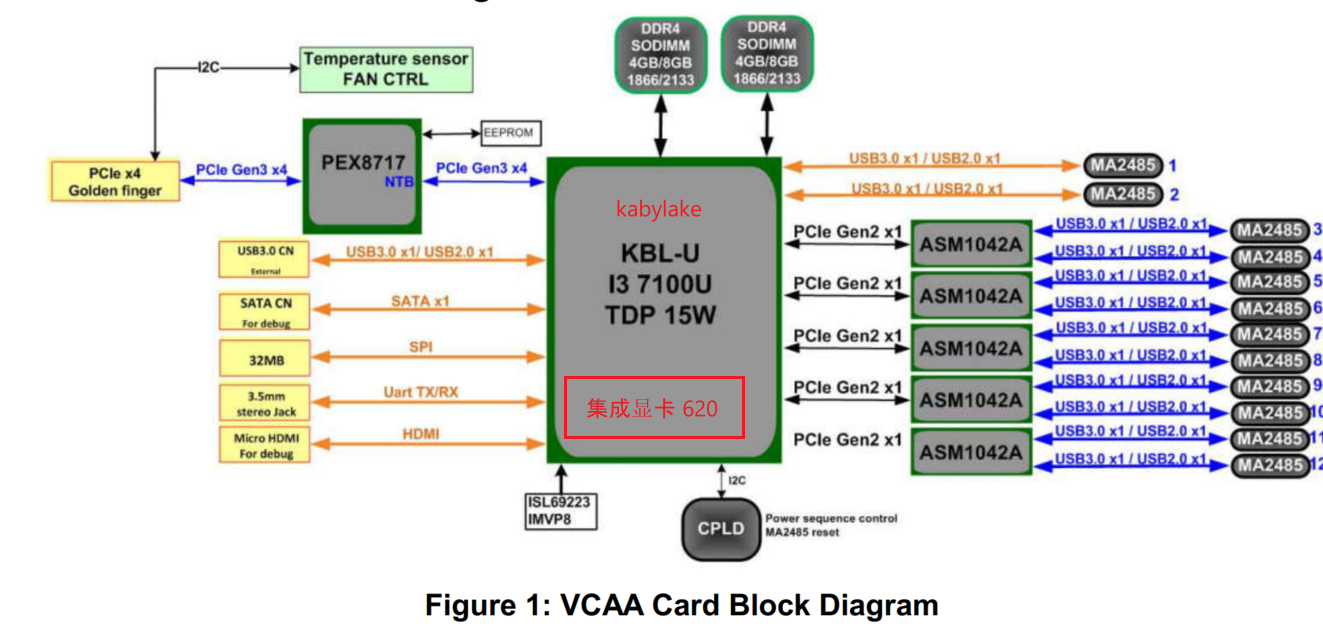 DDR4
SODIMM
4GB/8GB
1866/2133
DDR4
SODIMM
4GB/8GB
1866/2133
I2C
Temperature sensor
FAN CTRL
PCIe x4
Golden finger
PCIe Gen3 x4
PEX8717
NTB
EEPROM
PCIe Gen3 x4
kabylake
KBL-U
I3 7100U
TDP 15W
集成显卡 620
USB3.0 CN
External
USB3.0 x1/ USB2.0 x1
SATA CN
For debug
SATA x1
32MB
SPI
3.5mm
stereo Jack
Uart TX/RX
Micro HDMI
For debug
HDMI
ISL69223
IMVP8
I2C
CPLD
Power sequence control
MA2485 reset
USB3.0 x1 / USB2.0 x1
MA2485 1
USB3.0 x1 / USB2.0 x1
MA2485 2
PCIe Gen2 x1
ASM1042A
USB3.0 x1 / USB2.0 x1
MA2485 3
USB3.0 x1 / USB2.0 x1
MA2485 4
PCIe Gen2 x1
ASM1042A
USB3.0 x1 / USB2.0 x1
MA2485 5
USB3.0 x1 / USB2.0 x1
MA2485 6
PCIe Gen2 x1
ASM1042A
USB3.0 x1 / USB2.0 x1
MA2485 7
USB3.0 x1 / USB2.0 x1
MA2485 8
PCIe Gen2 x1
ASM1042A
USB3.0 x1 / USB2.0 x1
MA2485 9
USB3.0 x1 / USB2.0 x1
MA2485 10
PCIe Gen2 x1
ASM1042A
USB3.0 x1 / USB2.0 x1
MA2485 11
USB3.0 x1 / USB2.0 x1
MA2485 12
Figure 1: VCAA Card Block Diagram